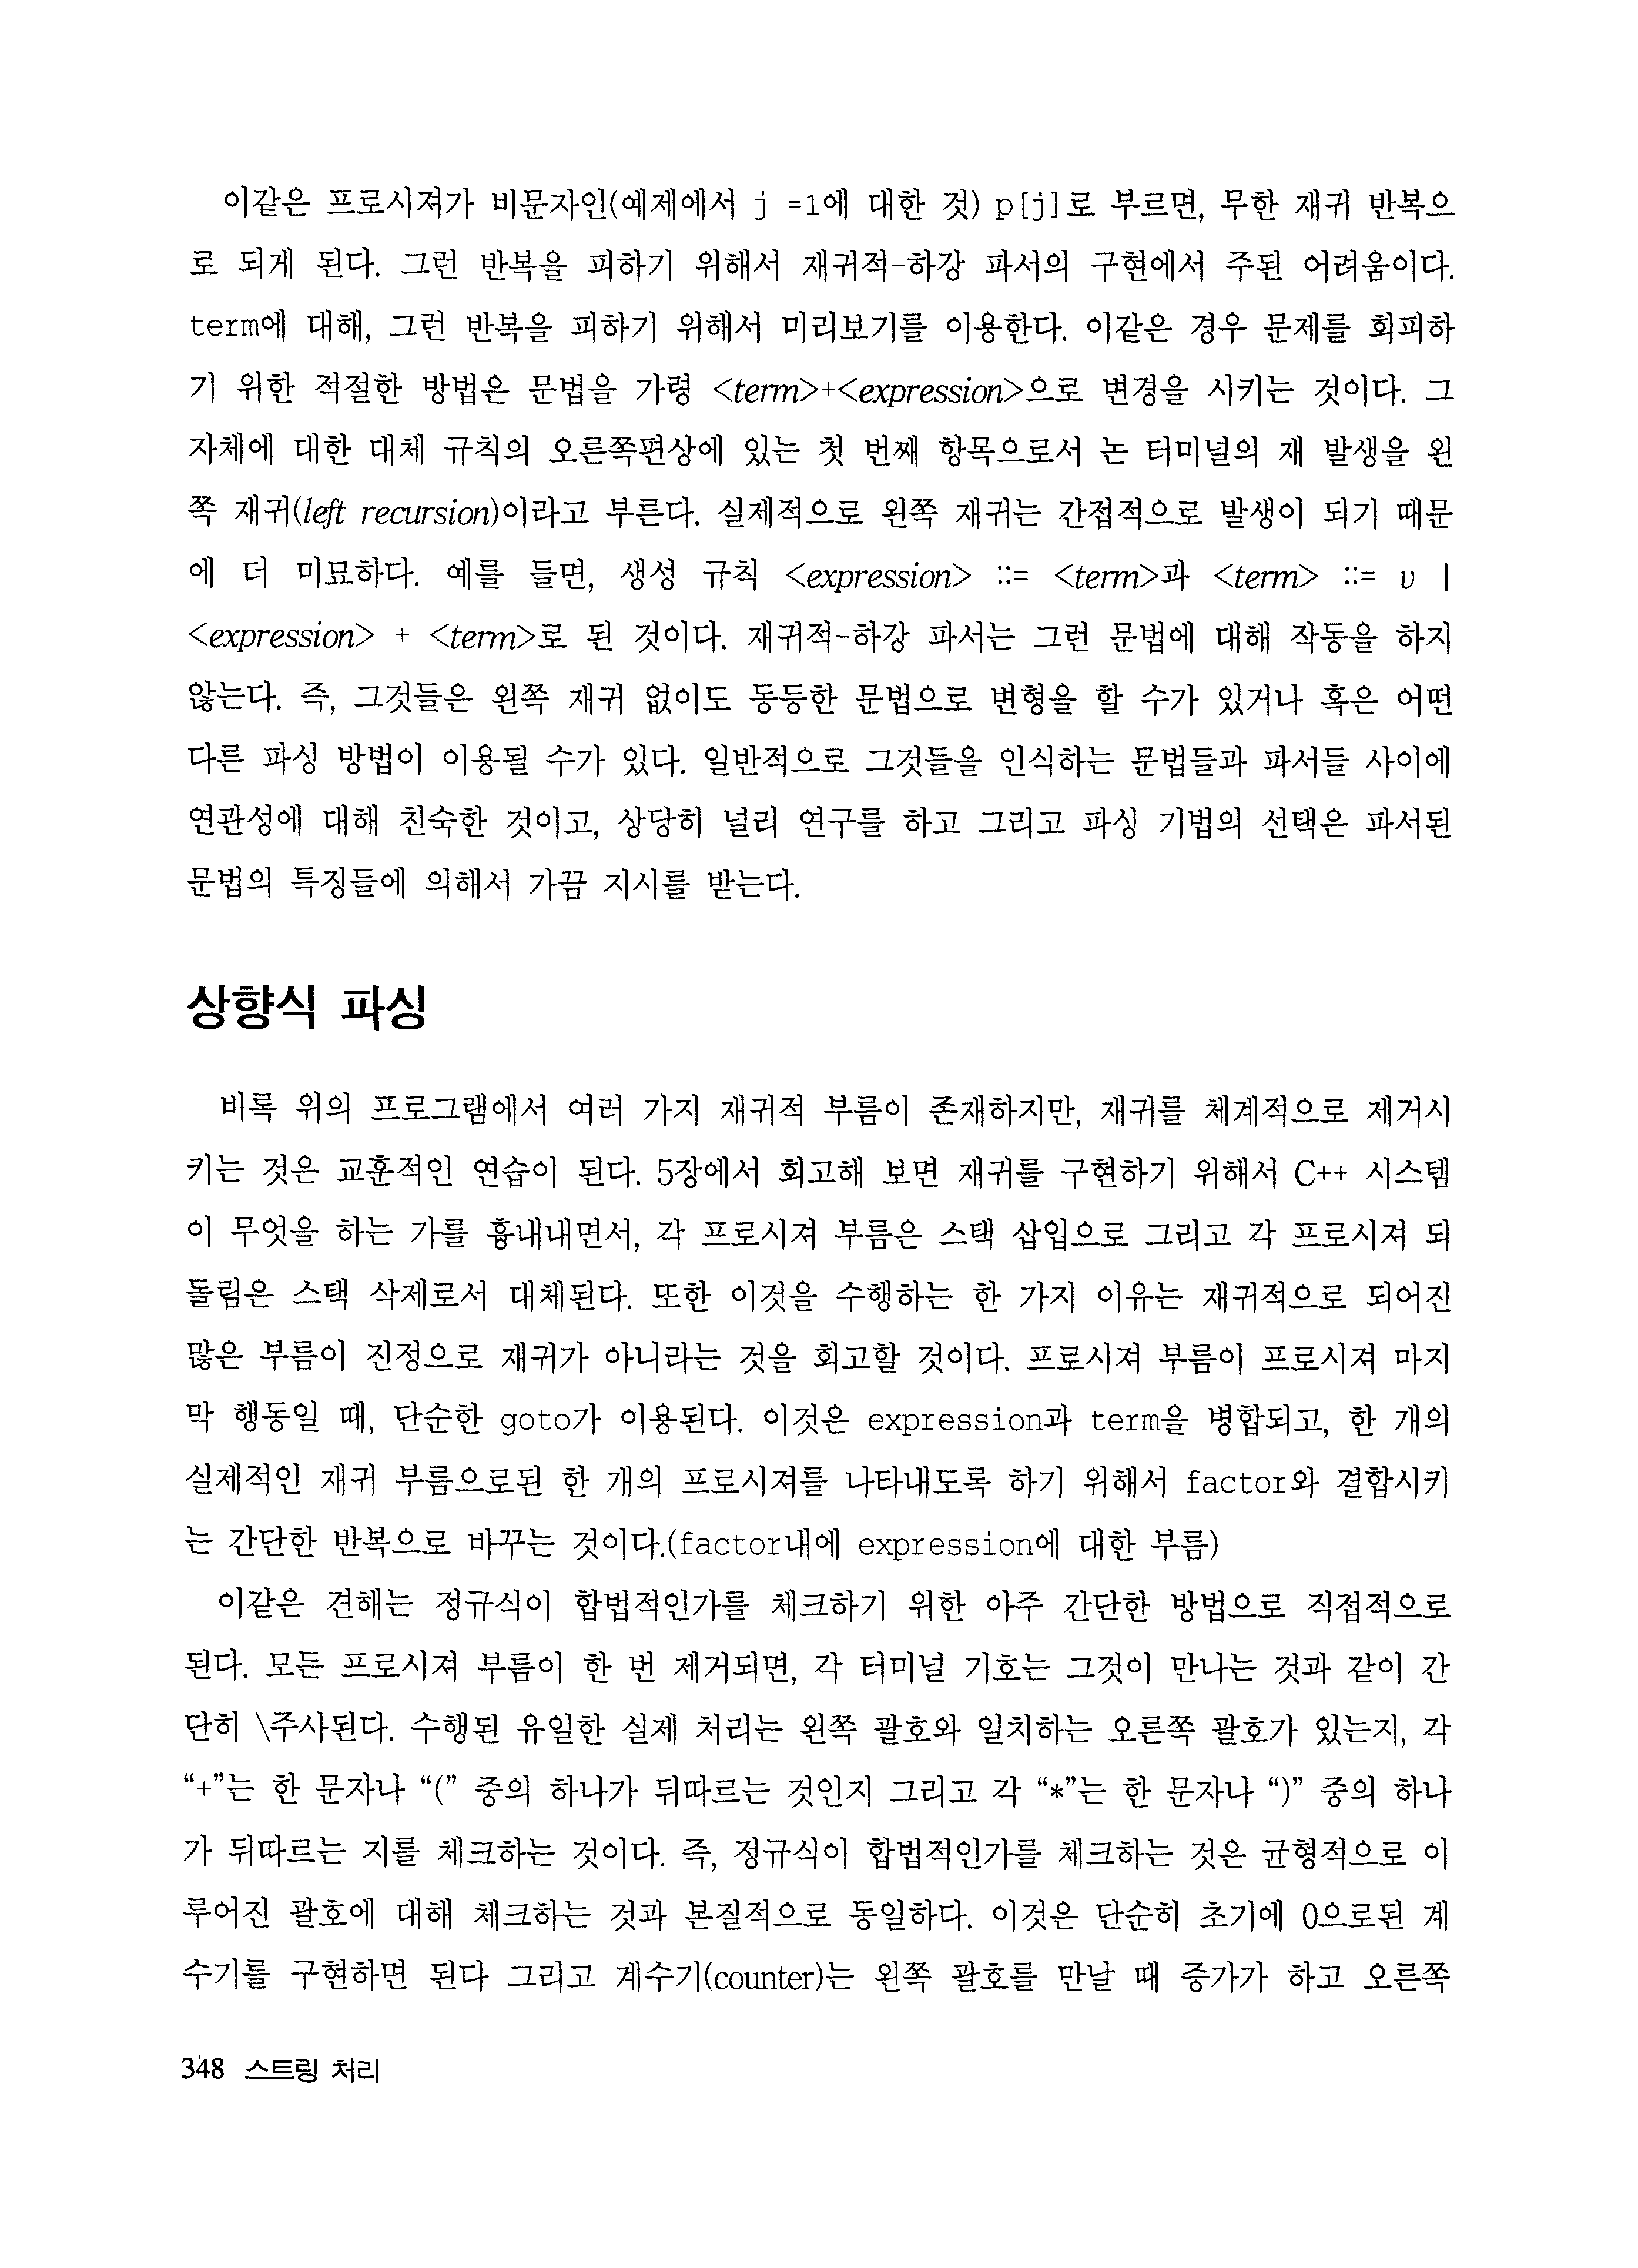 이같은 프로시져가 비문자인(예제에서 j =1에 대한 것) p[j]로 부르면, 무한 재귀 반복으
로 되게 된다. 그런 반복을 피하기 위해서 재귀적-하강 파서의 구현에서 주된 어려움이다.
term에 대해, 그런 반복을 피하기 위해서 미리보기를 이용한다. 이같은 경우 문제를 회피하
기 위한 적절한 방법은 문법을 가령 <term>+<expression>으로 변경을 시키는 것이다. 그
자체에 대한 대체 규칙의 오른쪽편상에 있는 첫 번째 항목으로서 논 터미널의 재 발생을 왼
쪽 재귀(left recursion)이라고 부른다. 실제적으로 왼쪽 재귀는 간접적으로 발생이 되기 때문
에 더 미묘하다. 예를 들면, 생성 규칙 <expression> ::= <term>과 <term> ::= v |
<expression> + <term>로 된 것이다. 재귀적-하강 파서는 그런 문법에 대해 작동을 하지
않는다. 즉, 그것들은 왼쪽 재귀 없이도 동등한 문법으로 변형을 할 수가 있거나 혹은 어떤
다른 파싱 방법이 이용될 수가 있다. 일반적으로 그것들을 인식하는 문법들과 파서들 사이에
연관성에 대해 친숙한 것이고, 상당히 널리 연구를 하고 그리고 파싱 기법의 선택은 파서된
문법의 특징들에 의해서 가끔 지시를 받는다.
상향식 파싱
비록 위의 프로그램에서 여러 가지 재귀적 부름이 존재하지만, 재귀를 체계적으로 제거시
키는 것은 교훈적인 연습이 된다. 5장에서 회고해 보면 재귀를 구현하기 위해서 C++ 시스템
이 무엇을 하는 가를 흉내내면서, 각 프로시져 부름은 스택 삽입으로 그리고 각 프로시져 되
돌림은 스택 삭제로서 대체된다. 또한 이것을 수행하는 한 가지 이유는 재귀적으로 되어진
많은 부름이 진정으로 재귀가 아니라는 것을 회고할 것이다. 프로시져 부름이 프로시져 마지
막 행동일 때, 단순한 goto가 이용된다. 이것은 expression과 term을 병합되고, 한 개의
실제적인 재귀 부름으로된 한 개의 프로시져를 나타내도록 하기 위해서 factor와 결합시키
는 간단한 반복으로 바꾸는 것이다.(factor내에 expression에 대한 부름)
이같은 견해는 정규식이 합법적인가를 체크하기 위한 아주 간단한 방법으로 직접적으로
된다. 모든 프로시져 부름이 한 번 제거되면, 각 터미널 기호는 그것이 만나는 것과 같이 간
단히 \주사된다. 수행된 유일한 실제 처리는 왼쪽 괄호와 일치하는 오른쪽 괄호가 있는지, 각
“+”는 한 문자나 “(” 중의 하나가 뒤따르는 것인지 그리고 각 “*”는 한 문자나 “)” 중의 하나
가 뒤따르는 지를 체크하는 것이다. 즉, 정규식이 합법적인가를 체크하는 것은 균형적으로 이
루어진 괄호에 대해 체크하는 것과 본질적으로 동일하다. 이것은 단순히 초기에 0으로된 계
수기를 구현하면 된다 그리고 계수기(counter)는 왼쪽 괄호를 만날 때 증가가 하고 오른쪽
348 스트링 처리